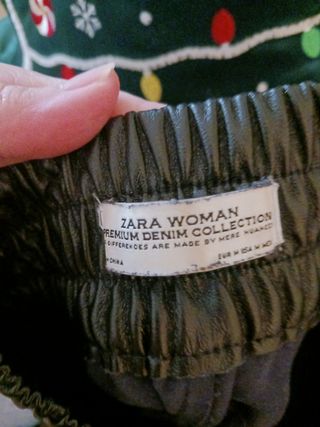 ZARA WOMAN
PREMIUM DENIM COLLECTION
DIFFERENCES ARE MADE BY MERE NUANCES
CHINA
EUR M USA M MEX